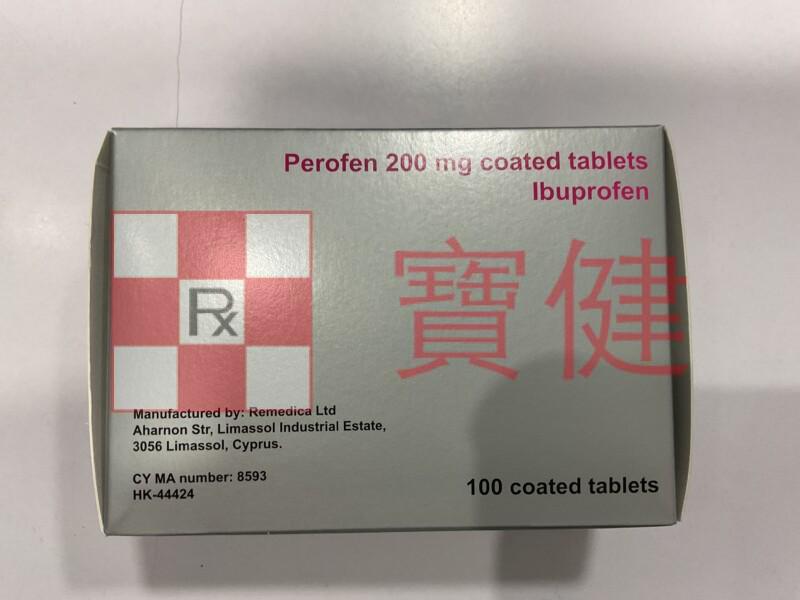 Perofen 200 mg coated tablets
Ibuprofen
Rx
寶健
Manufactured by: Remedica Ltd
Aharnon Str, Limassol Industrial Estate,
3056 Limassol, Cyprus.
CY MA number: 8593
HK-44424
100 coated tablets